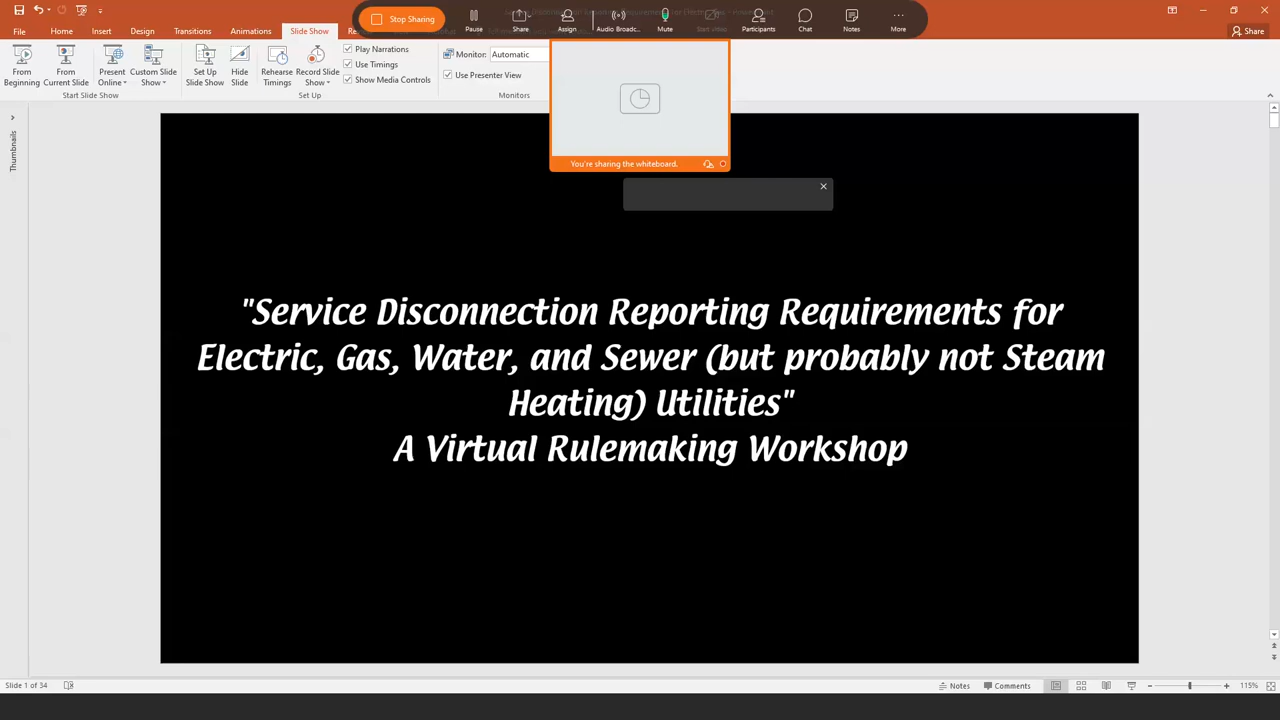 Stop Sharing
Pause
Share
Assign
Audio Broadc...
Mute
Start Video
Participants
Chat
Notes
More
File
Home
Insert
Design
Transitions
Animations
Slide Show
Share
From Beginning
From Current Slide
Present Online
Custom Slide Show
Set Up Slide Show
Hide Slide
Rehearse Timings
Record Slide Show
Play Narrations
Use Timings
Show Media Controls
Monitor:
Automatic
Use Presenter View
Start Slide Show
Set Up
Monitors
You're sharing the whiteboard.
Thumbnails
"Service Disconnection Reporting Requirements for
Electric, Gas, Water, and Sewer (but probably not Steam
Heating) Utilities"
A Virtual Rulemaking Workshop
Slide 1 of 34
Notes
Comments
115%